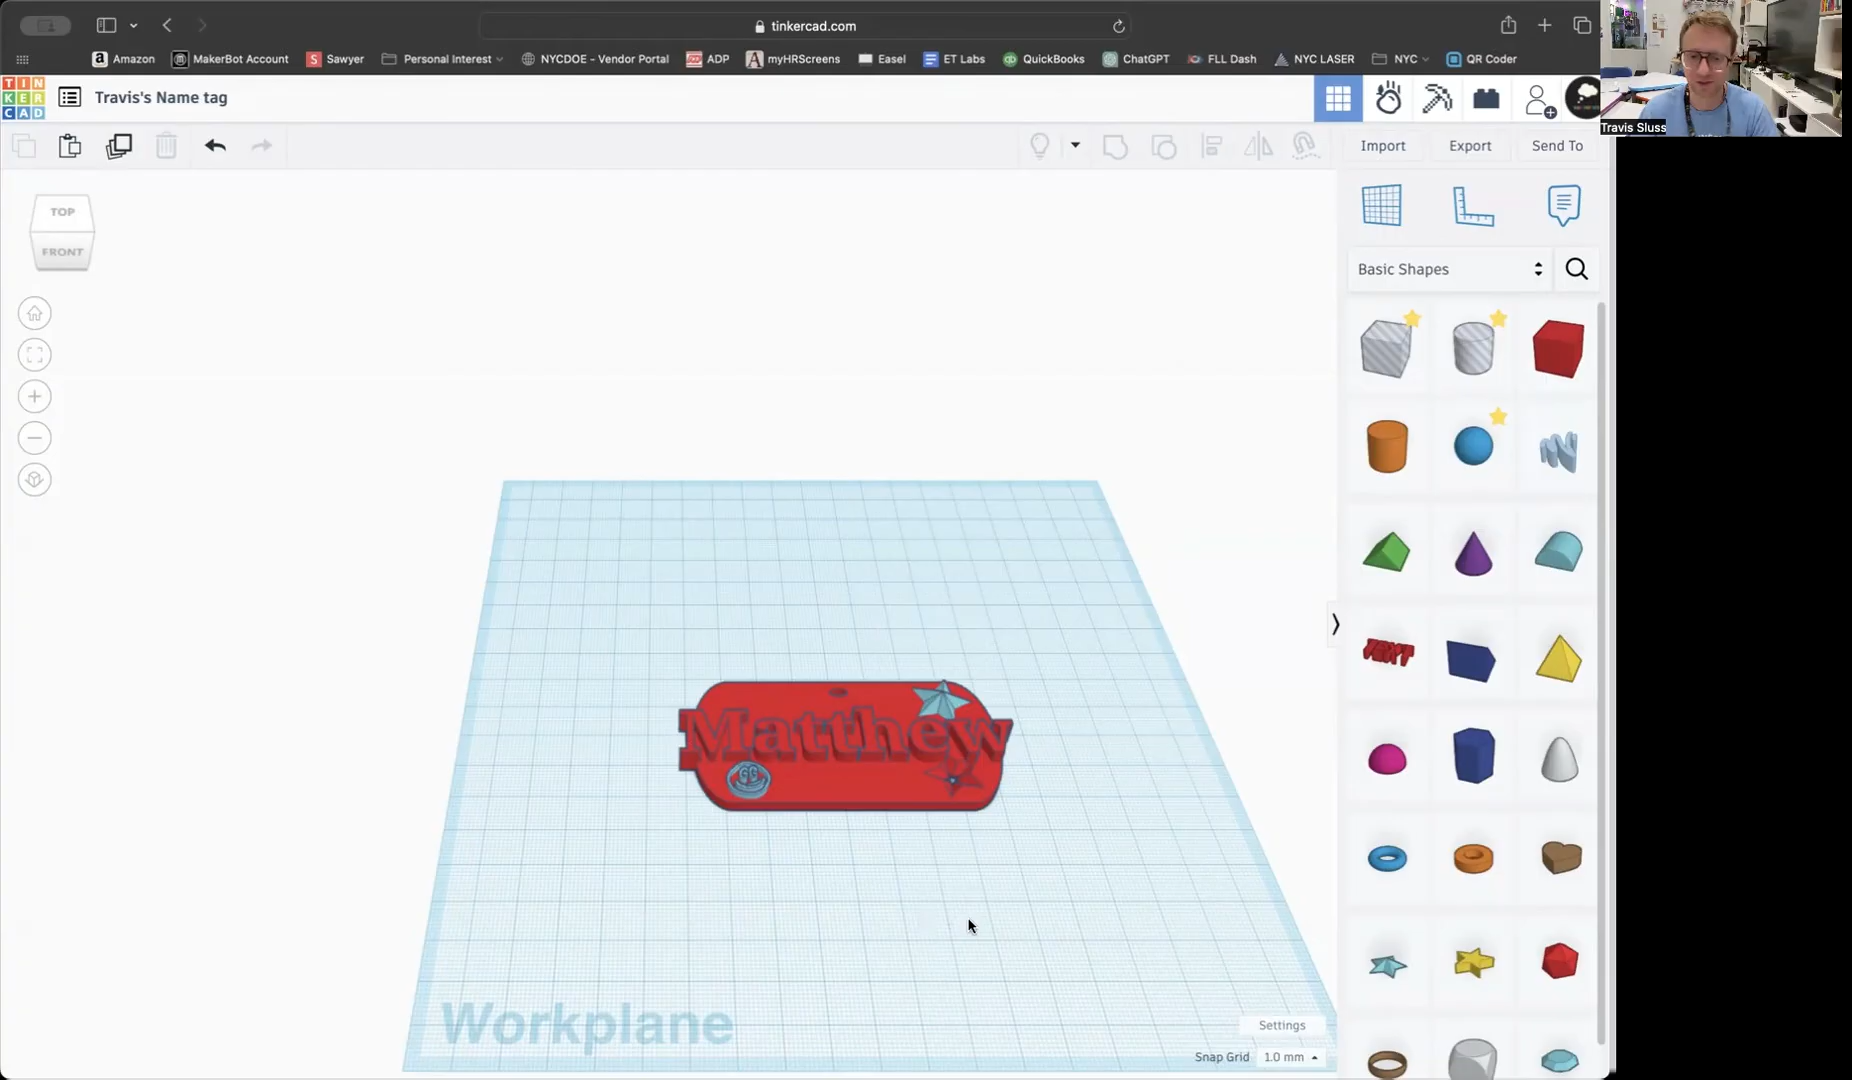 tinkercad.com
Amazon MakerBot Account Sawyer Personal Interest NYCDOE - Vendor Portal ADP myHRScreens Easel ET Labs QuickBooks ChatGPT FLL Dash NYC LASER NYC QR Coder
TIN
KER
CAD
Travis's Name tag
Travis Sluss
Import Export Send To
TOP
FRONT
Basic Shapes
TEXT
Matthew
GG
Workplane
Settings
Snap Grid 1.0 mm